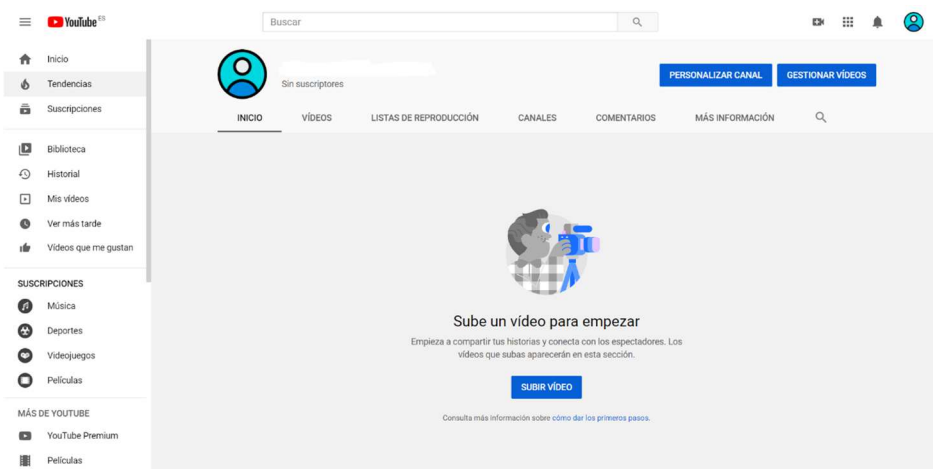 YouTube ES
Buscar
Inicio
Tendencias
Suscripciones
Biblioteca
Historial
Mis vídeos
Ver más tarde
Vídeos que me gustan
SUSCRIPCIONES
Música
Deportes
Videojuegos
Películas
MÁS DE YOUTUBE
YouTube Premium
Películas
Sin suscriptores
PERSONALIZAR CANAL
GESTIONAR VÍDEOS
INICIO VÍDEOS LISTAS DE REPRODUCCIÓN CANALES COMENTARIOS MÁS INFORMACIÓN
Sube un vídeo para empezar
Empieza a compartir tus historias y conecta con los espectadores. Los
vídeos que subas aparecerán en esta sección.
SUBIR VÍDEO
Consulta más información sobre cómo dar los primeros pasos.